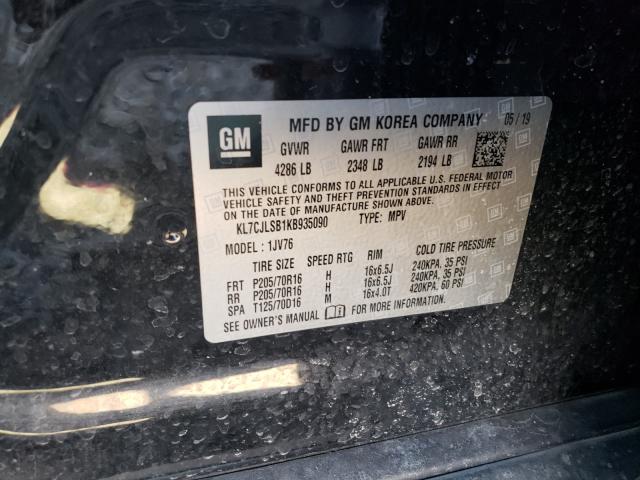 GM
MFD BY GM KOREA COMPANY 05/19
GVWR GAWR FRT GAWR RR
4286 LB 2348 LB 2194 LB
THIS VEHICLE CONFORMS TO ALL APPLICABLE U.S. FEDERAL MOTOR
VEHICLE SAFETY AND THEFT PREVENTION STANDARDS IN EFFECT
ON DATE OF MANUFACTURE SHOWN ABOVE.
KL7CJLSB1KB935090 TYPE: MPV
MODEL : 1JV76
TIRE SIZE SPEED RTG RIM COLD TIRE PRESSURE
FRT P205/70R16 H 16x6.5J 240KPA, 35 PSI
RR P205/70R16 H 16x6.5J 240KPA, 35 PSI
SPA T125/70D16 M 16x4.0T 420KPA, 60 PSI
SEE OWNER'S MANUAL FOR MORE INFORMATION.